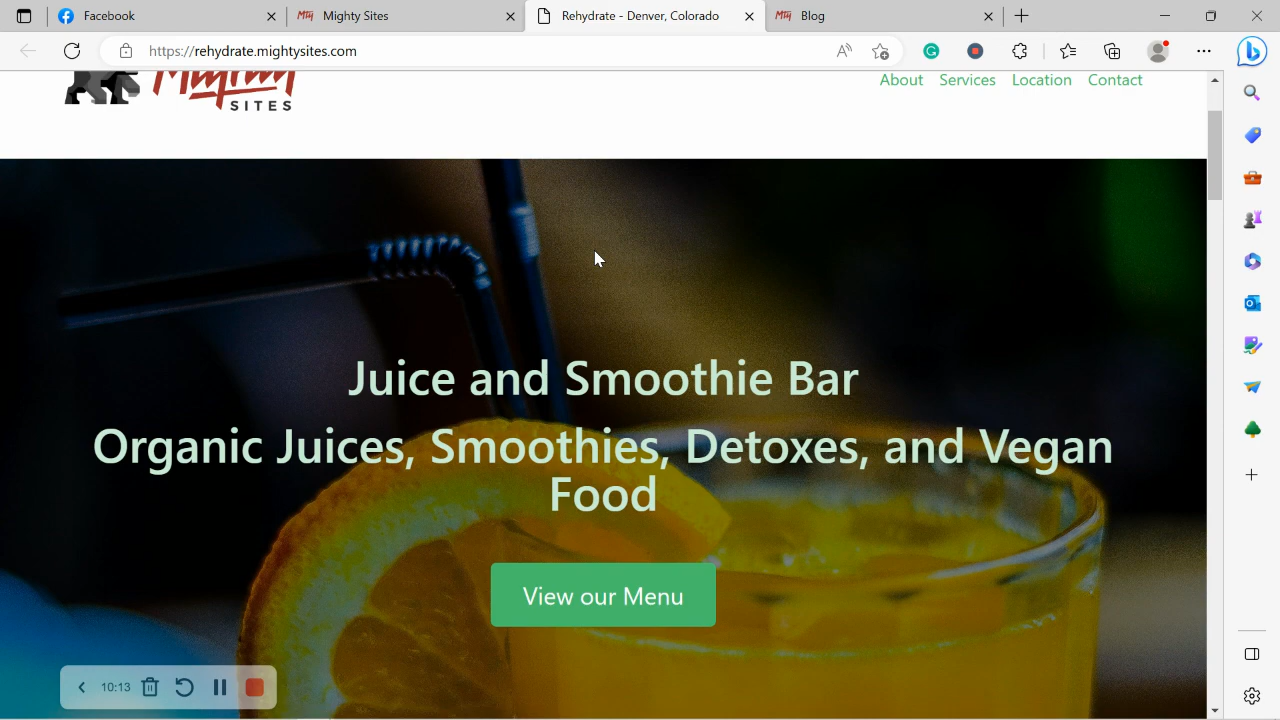 Facebook
Mighty Sites
Rehydrate - Denver, Colorado
Blog
https://rehydrate.mightysites.com
Mighty
SITES
About Services Location Contact
Juice and Smoothie Bar
Organic Juices, Smoothies, Detoxes, and Vegan
Food
View our Menu
10:13